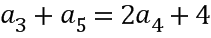 a₃ + a₅ = 2a₄ + 4